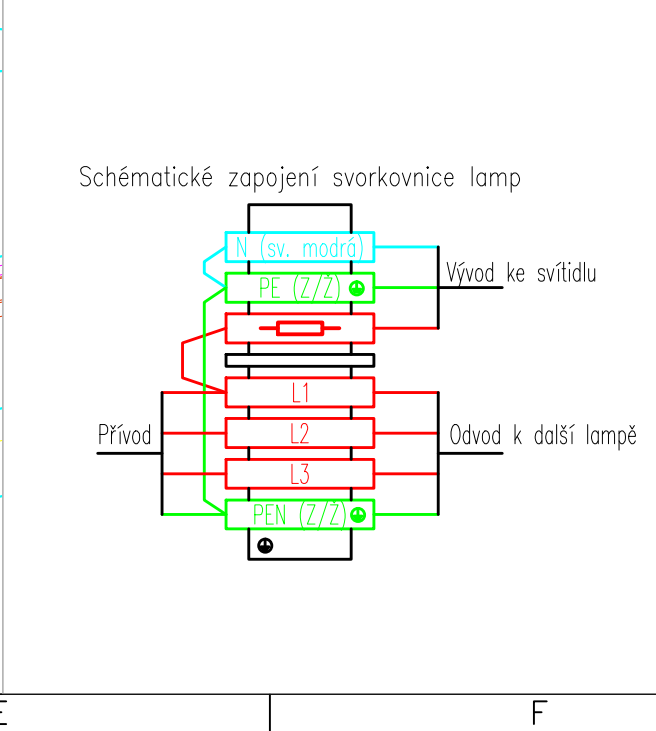 Schématické zapojení svorkovnice lamp
N (sv. modrá)
PE (Z/Ž)
Vývod ke svítidlu
L1
L2
L3
PEN (Z/Ž)
Přívod
Odvod k další lampě
E
F